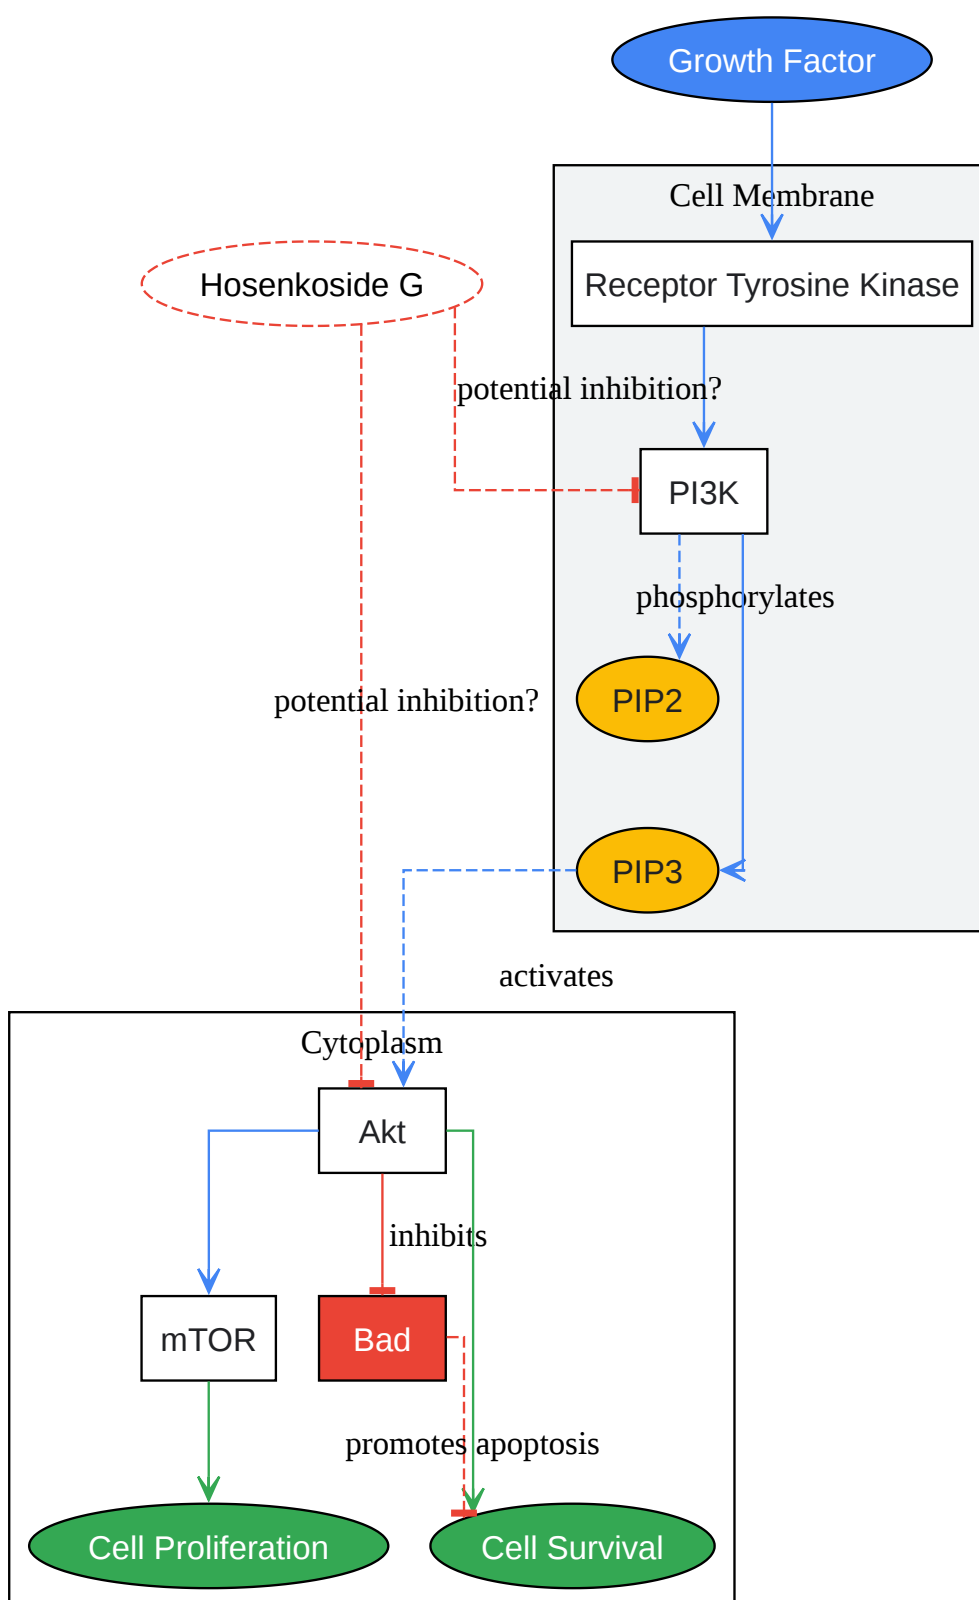 Growth Factor
Cell Membrane
Hosenkoside G
Receptor Tyrosine Kinase
potential inhibition?
PI3K
phosphorylates
potential inhibition?
PIP2
PIP3
activates
Cytoplasm
Akt
inhibits
mTOR
Bad
promotes apoptosis
Cell Proliferation
Cell Survival